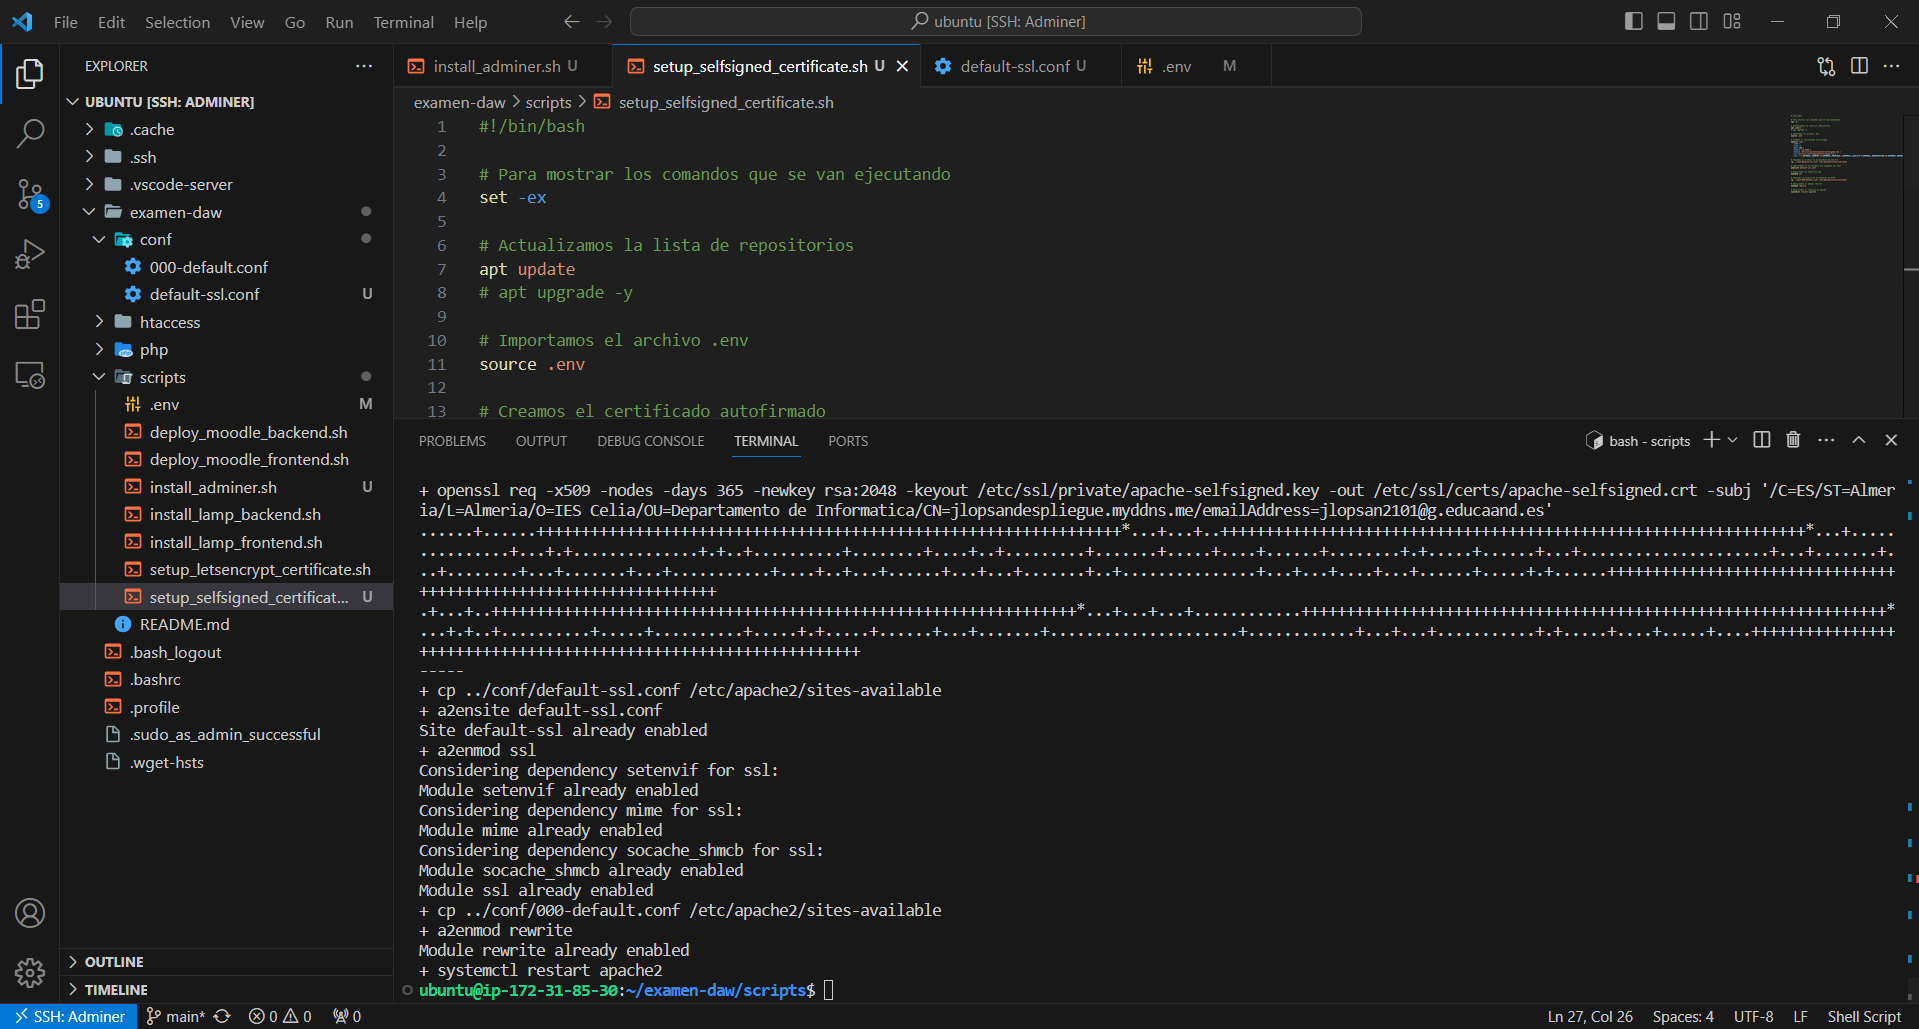 File Edit Selection View Go Run Terminal Help
ubuntu [SSH: Adminer]
EXPLORER
UBUNTU [SSH: ADMINER]
.cache
.ssh
.vscode-server
examen-daw
conf
000-default.conf
default-ssl.conf U
htaccess
php
scripts
.env M
deploy_moodle_backend.sh
deploy_moodle_frontend.sh
install_adminer.sh U
install_lamp_backend.sh
install_lamp_frontend.sh
setup_letsencrypt_certificate.sh
setup_selfsigned_certificat... U
README.md
.bash_logout
.bashrc
.profile
.sudo_as_admin_successful
.wget-hsts
OUTLINE
TIMELINE
5
install_adminer.sh U setup_selfsigned_certificate.sh U default-ssl.conf U .env M
examen-daw > scripts > setup_selfsigned_certificate.sh
1 #!/bin/bash
2
3 # Para mostrar los comandos que se van ejecutando
4 set -ex
5
6 # Actualizamos la lista de repositorios
7 apt update
8 # apt upgrade -y
9
10 # Importamos el archivo .env
11 source .env
12
13 # Creamos el certificado autofirmado
PROBLEMS OUTPUT DEBUG CONSOLE TERMINAL PORTS
bash - scripts
+ openssl req -x509 -nodes -days 365 -newkey rsa:2048 -keyout /etc/ssl/private/apache-selfsigned.key -out /etc/ssl/certs/apache-selfsigned.crt -subj '/C=ES/ST=Almer
ia/L=Almeria/O=IES Celia/OU=Departamento de Informatica/CN=jlopsandespliegue.myddns.me/emailAddress=jlopsan2101@g.educaand.es'
-----
+ cp ../conf/default-ssl.conf /etc/apache2/sites-available
+ a2ensite default-ssl.conf
Site default-ssl already enabled
+ a2enmod ssl
Considering dependency setenvif for ssl:
Module setenvif already enabled
Considering dependency mime for ssl:
Module mime already enabled
Considering dependency socache_shmcb for ssl:
Module socache_shmcb already enabled
Module ssl already enabled
+ cp ../conf/000-default.conf /etc/apache2/sites-available
+ a2enmod rewrite
Module rewrite already enabled
+ systemctl restart apache2
ubuntu@ip-172-31-85-30:~/examen-daw/scripts$
SSH: Adminer main* 0 0 0 Ln 27, Col 26 Spaces: 4 UTF-8 LF Shell Script